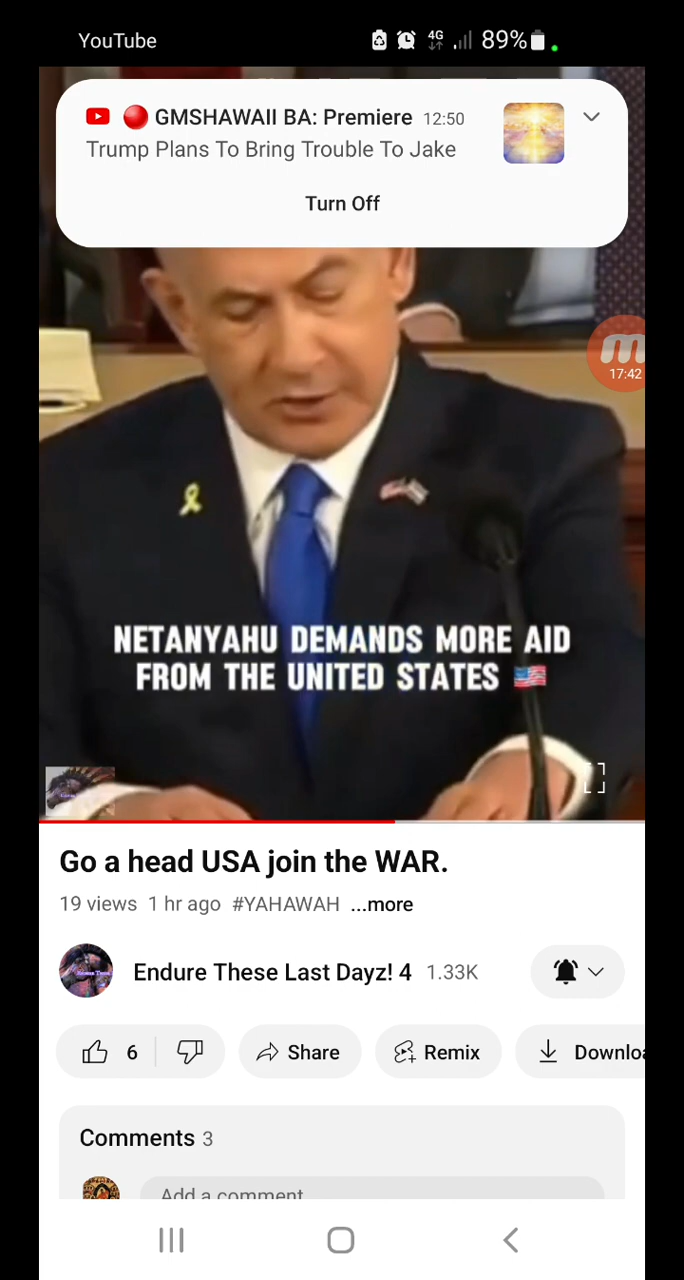 YouTube
4G
89%
GMSHAWAII BA: Premiere 12:50
Trump Plans To Bring Trouble To Jake
Turn Off
17:42
NETANYAHU DEMANDS MORE AID
FROM THE UNITED STATES
Go a head USA join the WAR.
19 views 1 hr ago #YAHAWAH ...more
Endure These Last Dayz! 4 1.33K
6
Share
Remix
Downloa
Comments 3
Add a comment